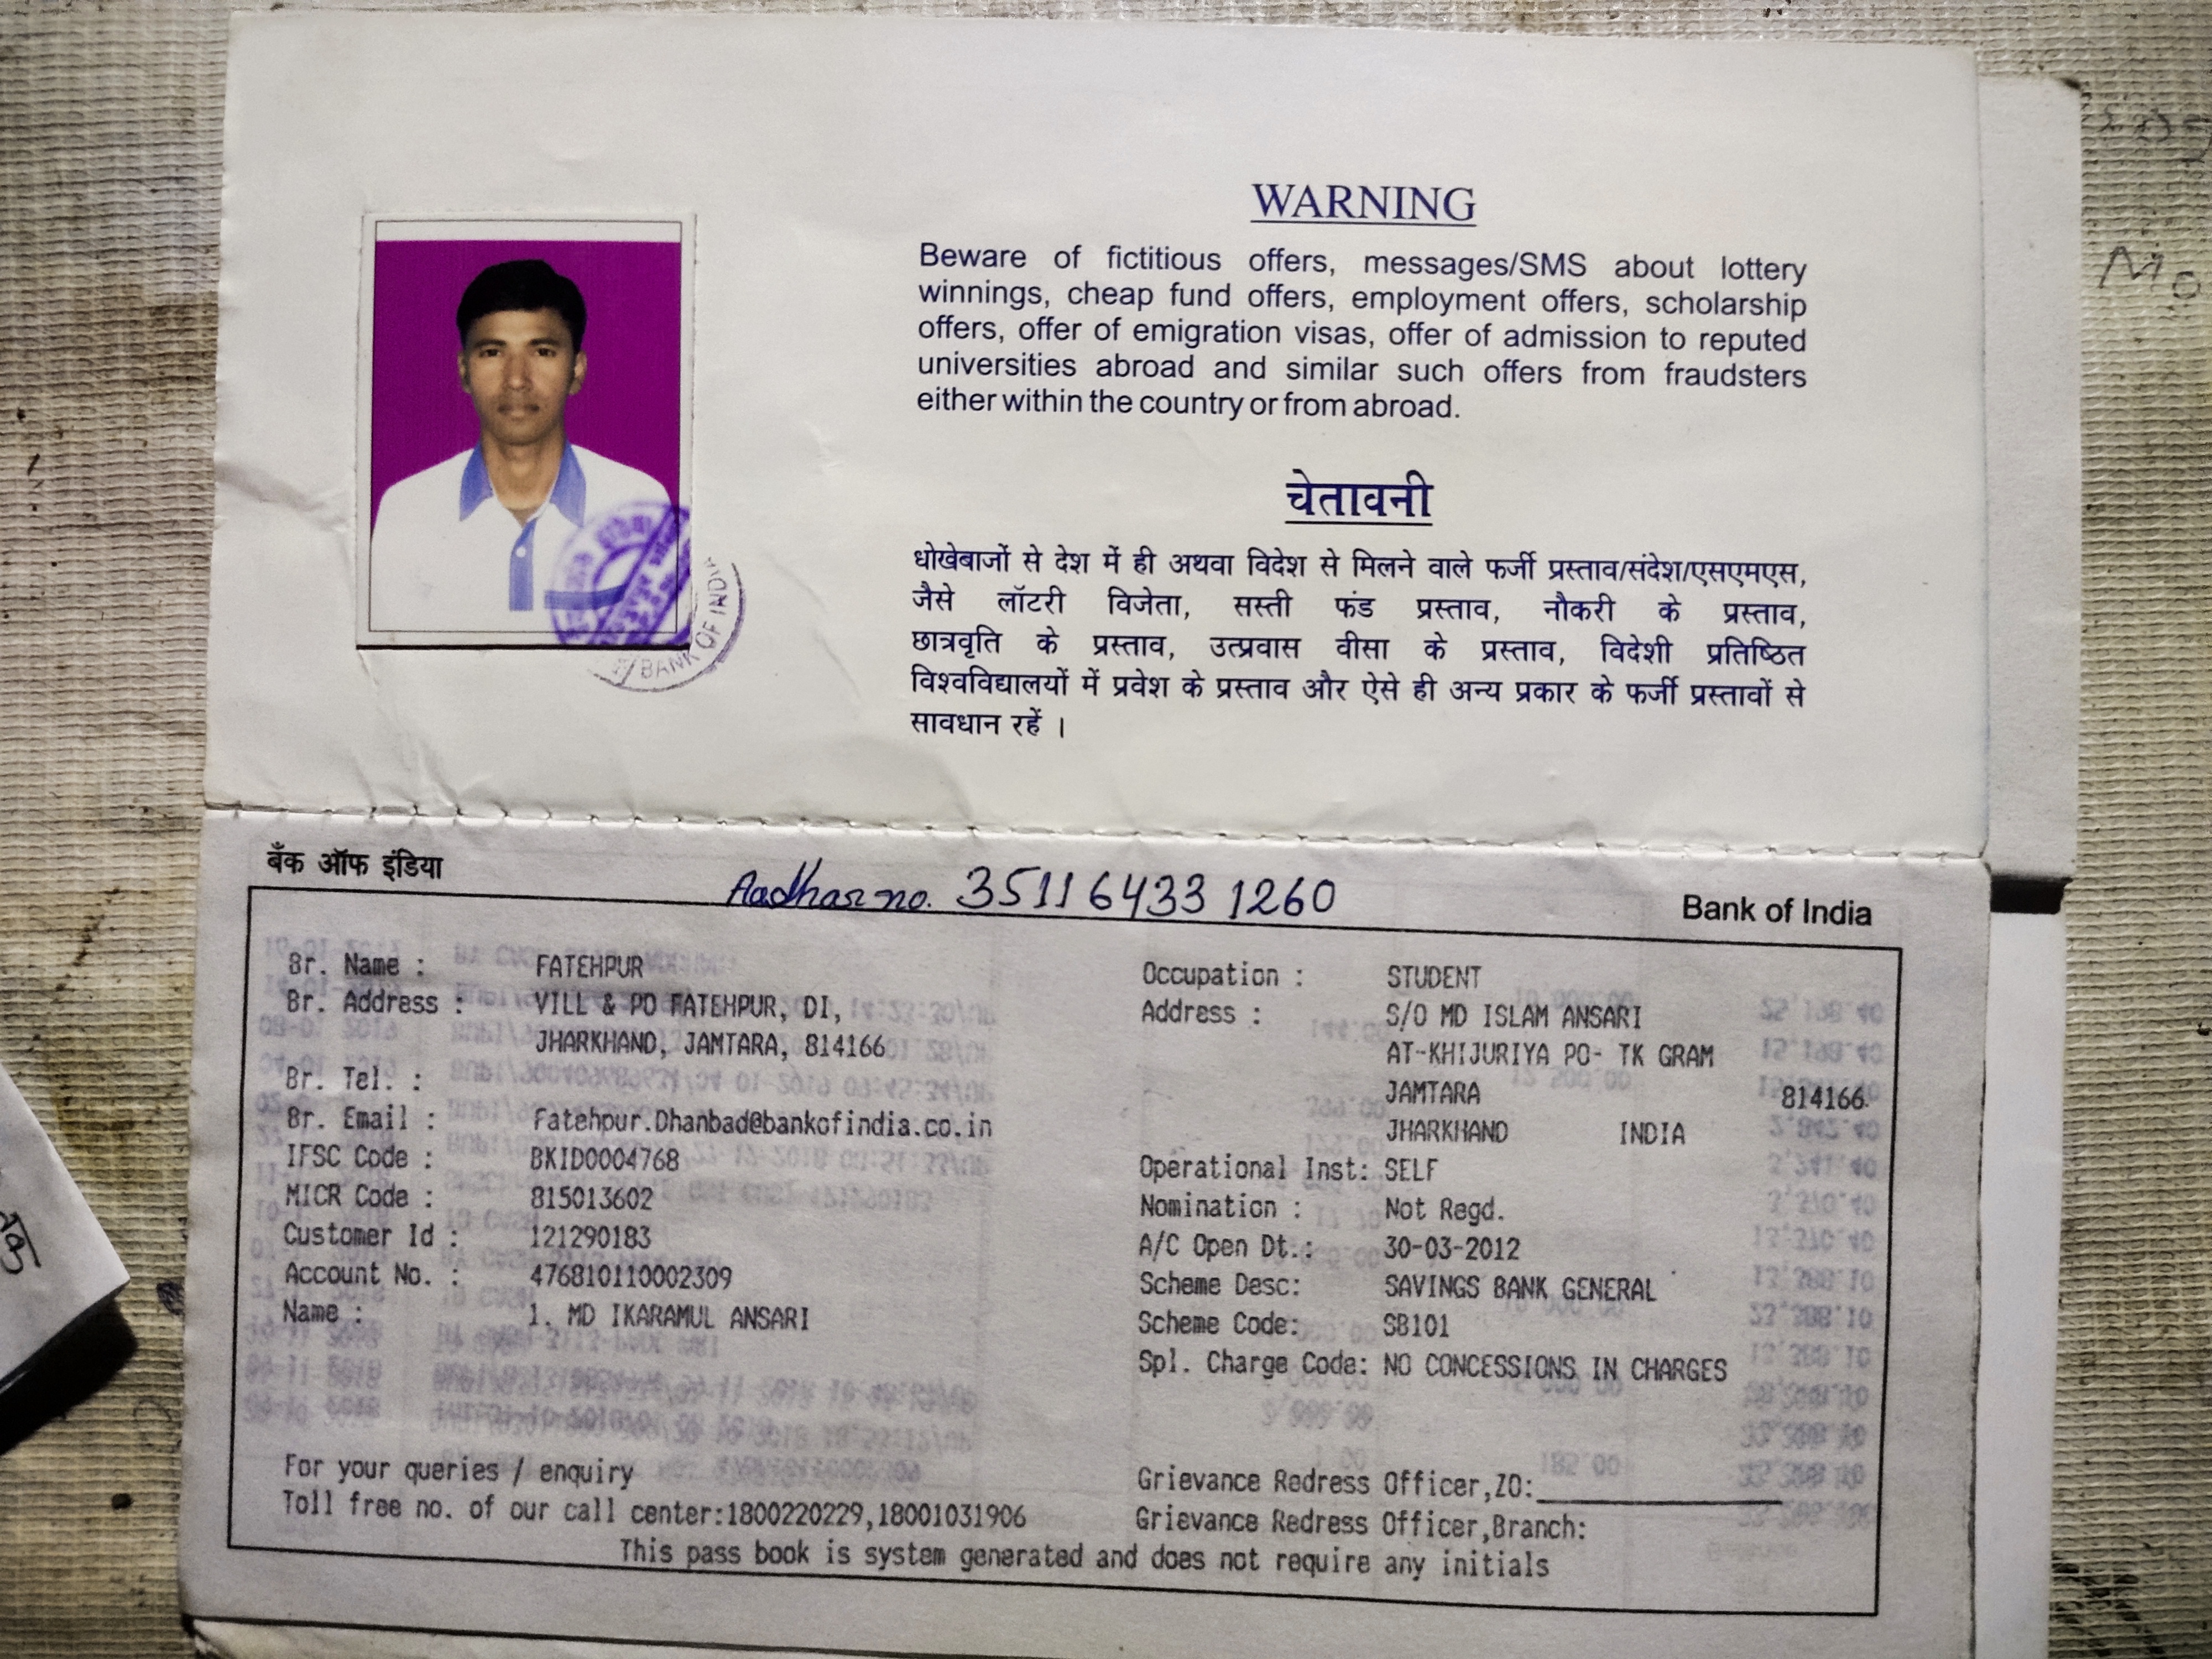 WARNING
Beware of fictitious offers, messages/SMS about lottery
winnings, cheap fund offers, employment offers, scholarship
offers, offer of emigration visas, offer of admission to reputed
universities abroad and similar such offers from fraudsters
either within the country or from abroad.
चेतावनी
धोखेबाजों से देश में ही अथवा विदेश से मिलने वाले फर्जी प्रस्ताव/संदेश/एसएमएस,
जैसे लॉटरी विजेता, सस्ती फंड प्रस्ताव, नौकरी के प्रस्ताव,
छात्रवृति के प्रस्ताव, उत्प्रवास वीसा के प्रस्ताव, विदेशी प्रतिष्ठित
विश्वविद्यालयों में प्रवेश के प्रस्ताव और ऐसे ही अन्य प्रकार के फर्जी प्रस्तावों से
सावधान रहें ।
BANK OF INDIA
बैंक ऑफ इंडिया
Aadhar no. 3511 6433 1260
Bank of India
Br. Name : FATEHPUR
Br. Address : VILL & PO FATEHPUR, DI,
JHARKHAND, JAMTARA, 814166
Br. Tel. :
Br. Email : Fatehpur.Dhanbad@bankofindia.co.in
IFSC Code : BKID0004768
MICR Code : 815013602
Customer Id : 121290183
Account No. : 476810110002309
Name : 1. MD IKARAMUL ANSARI
Occupation : STUDENT
Address : S/O MD ISLAM ANSARI
AT-KHIJURIYA PO- TK GRAM
JAMTARA 814166
JHARKHAND INDIA
Operational Inst: SELF
Nomination : Not Regd.
A/C Open Dt.: 30-03-2012
Scheme Desc: SAVINGS BANK GENERAL
Scheme Code: SB101
Spl. Charge Code: NO CONCESSIONS IN CHARGES
For your queries / enquiry
Toll free no. of our call center:1800220229,18001031906
Grievance Redress Officer,ZO:
Grievance Redress Officer,Branch:
This pass book is system generated and does not require any initials